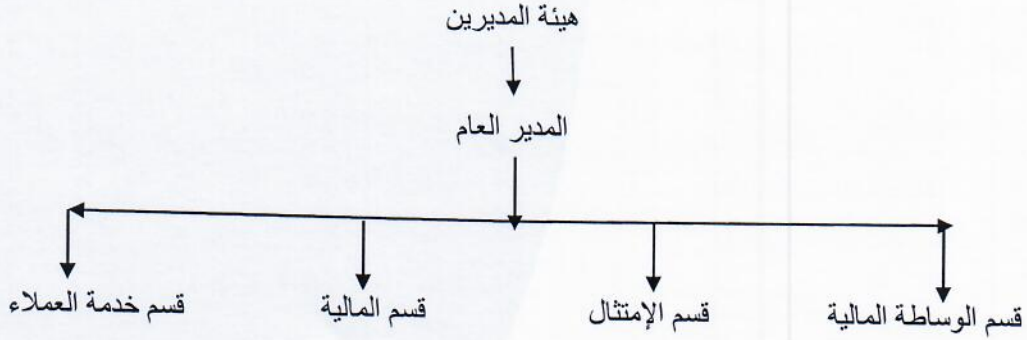 هيئة المديرين
المدير العام
قسم الوساطة المالية
قسم الإمتثال
قسم المالية
قسم خدمة العملاء